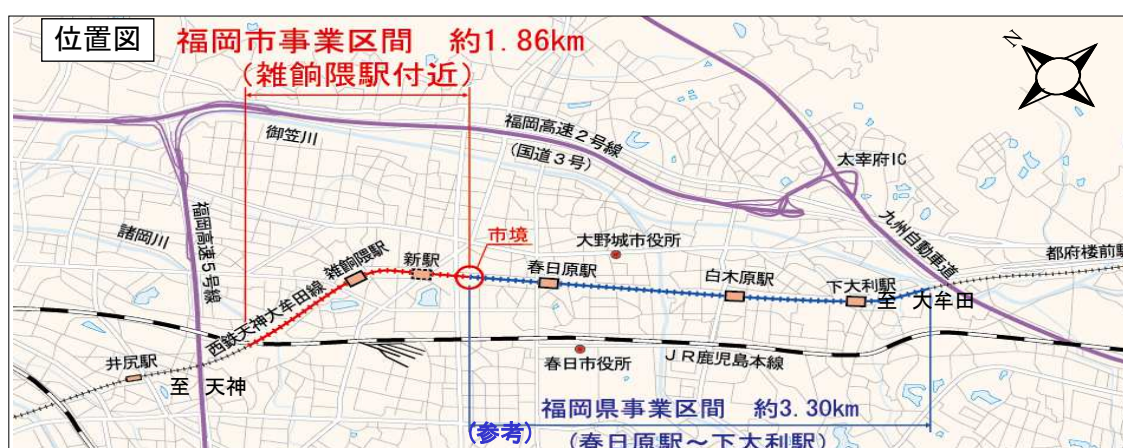 位置図
福岡市事業区間 約1.86km
(雑餉隈駅付近)
N
御笠川
福岡高速2号線
(国道3号)
太宰府IC
九州自動車道
諸岡川
福岡高速5号線
雑餉隈駅
新駅
市境
大野城市役所
春日原駅
白木原駅
下大利駅
都府楼前駅
至 大牟田
西鉄天神大牟田線
井尻駅
至 天神
春日市役所
JR鹿児島本線
福岡県事業区間 約3.30km
(参考)
(春日原駅～下大利駅)